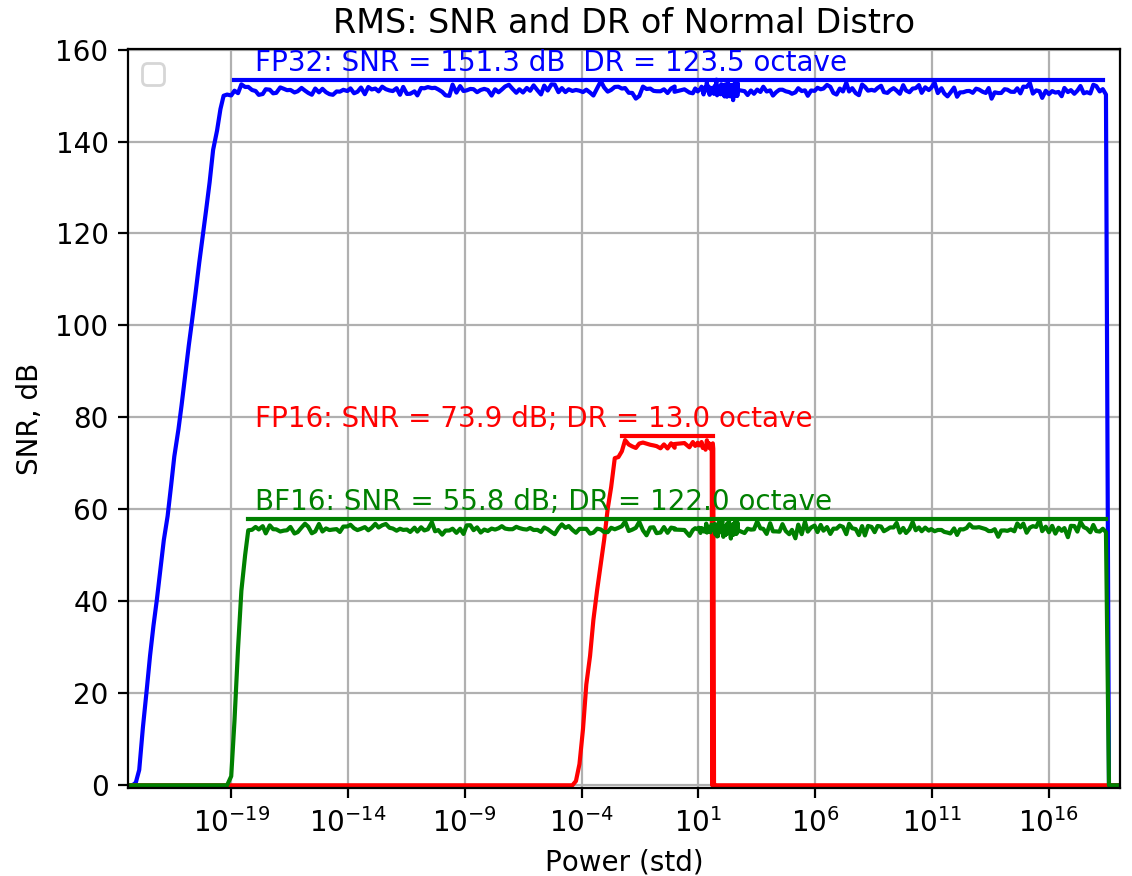 RMS: SNR and DR of Normal Distro
160
FP32: SNR = 151.3 dB  DR = 123.5 octave
140
120
100
80
FP16: SNR = 73.9 dB; DR = 13.0 octave
60
BF16: SNR = 55.8 dB; DR = 122.0 octave
40
20
0
SNR, dB
10⁻¹⁹ 10⁻¹⁴ 10⁻⁹ 10⁻⁴ 10¹ 10⁶ 10¹¹ 10¹⁶
Power (std)